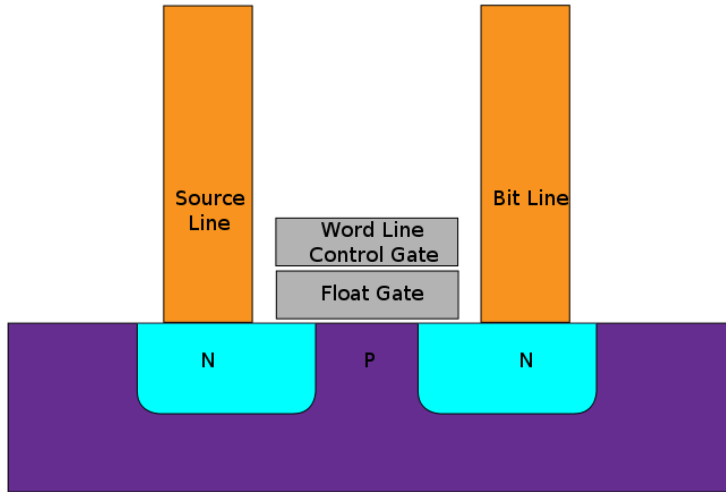 Source
Line
Bit Line
Word Line
Control Gate
Float Gate
N
P
N